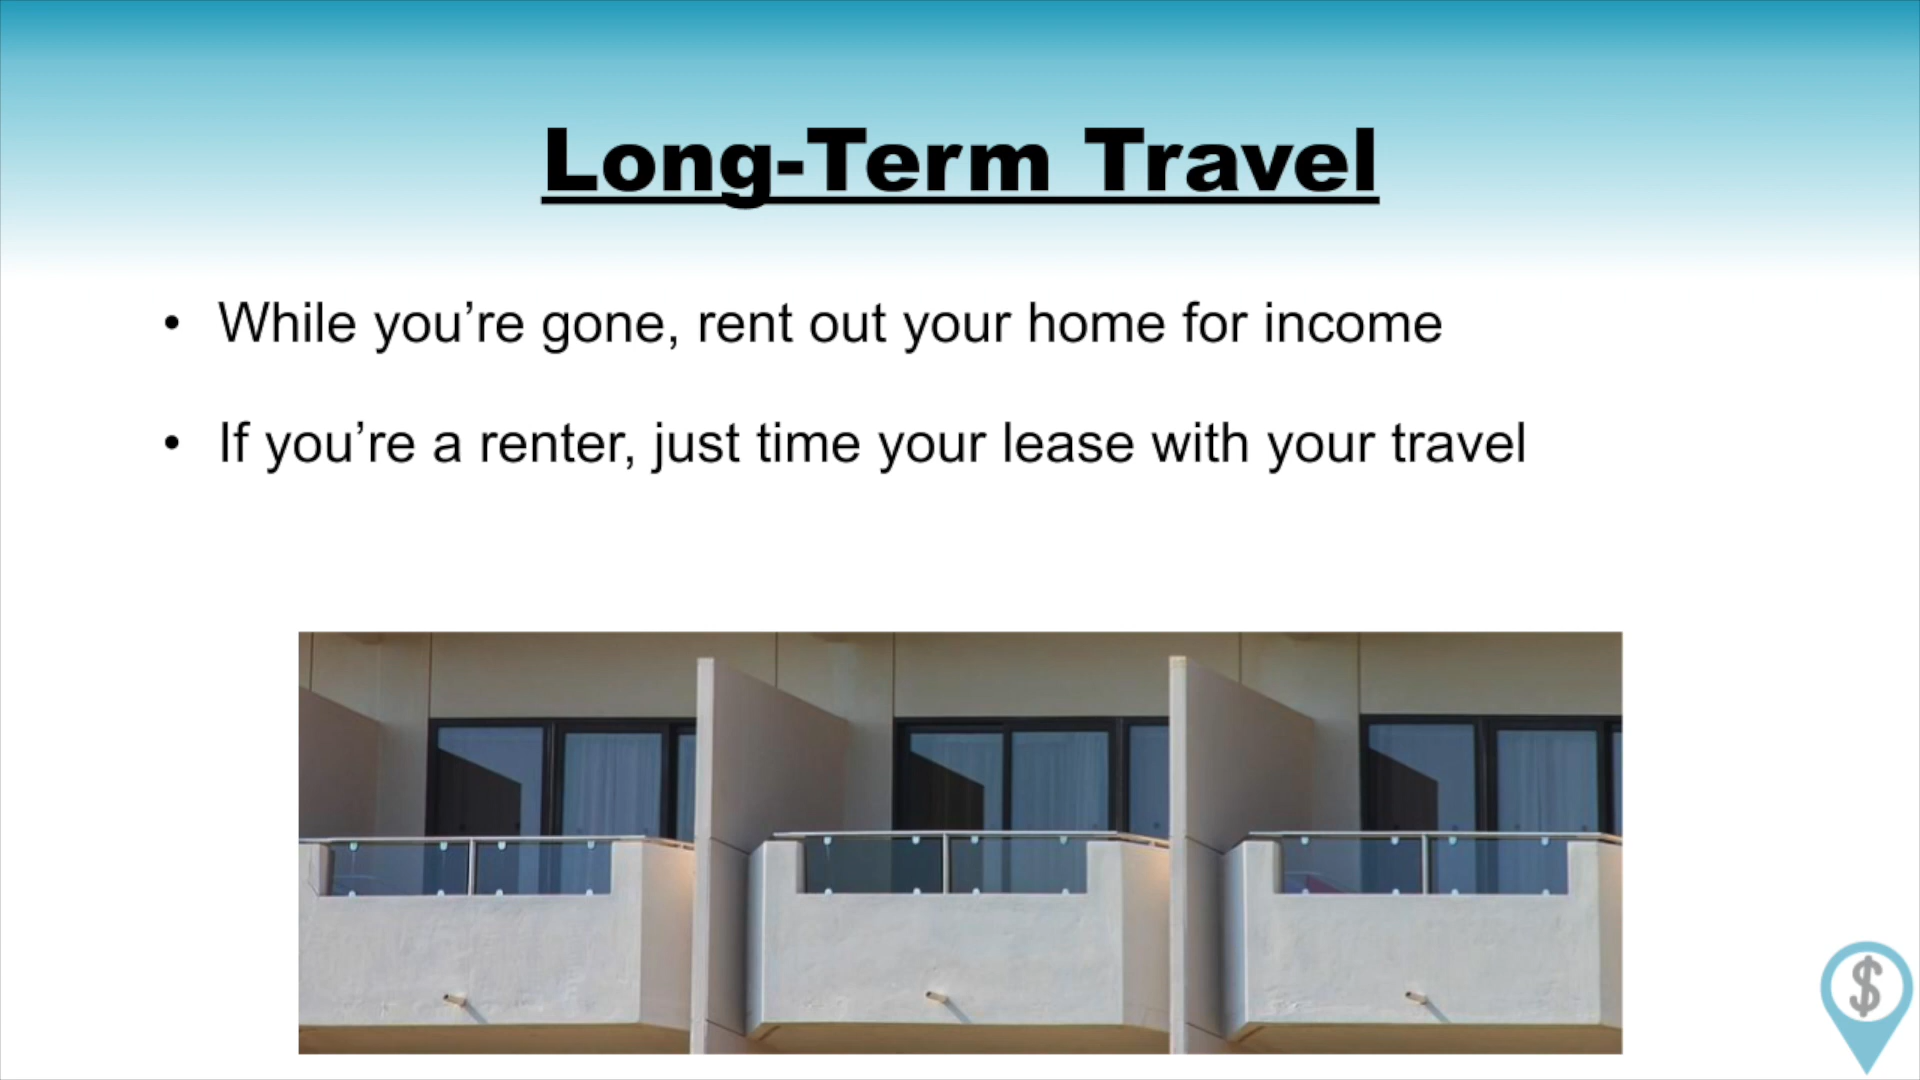 Long-Term Travel
• While you’re gone, rent out your home for income
• If you’re a renter, just time your lease with your travel
$